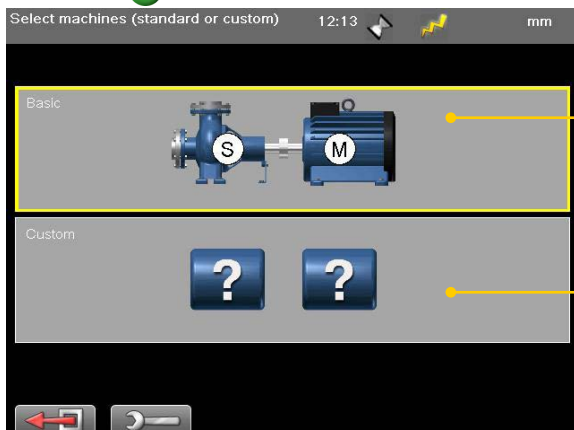 Select machines (standard or custom) 12:13 mm
Basic
S M
Custom
? ?